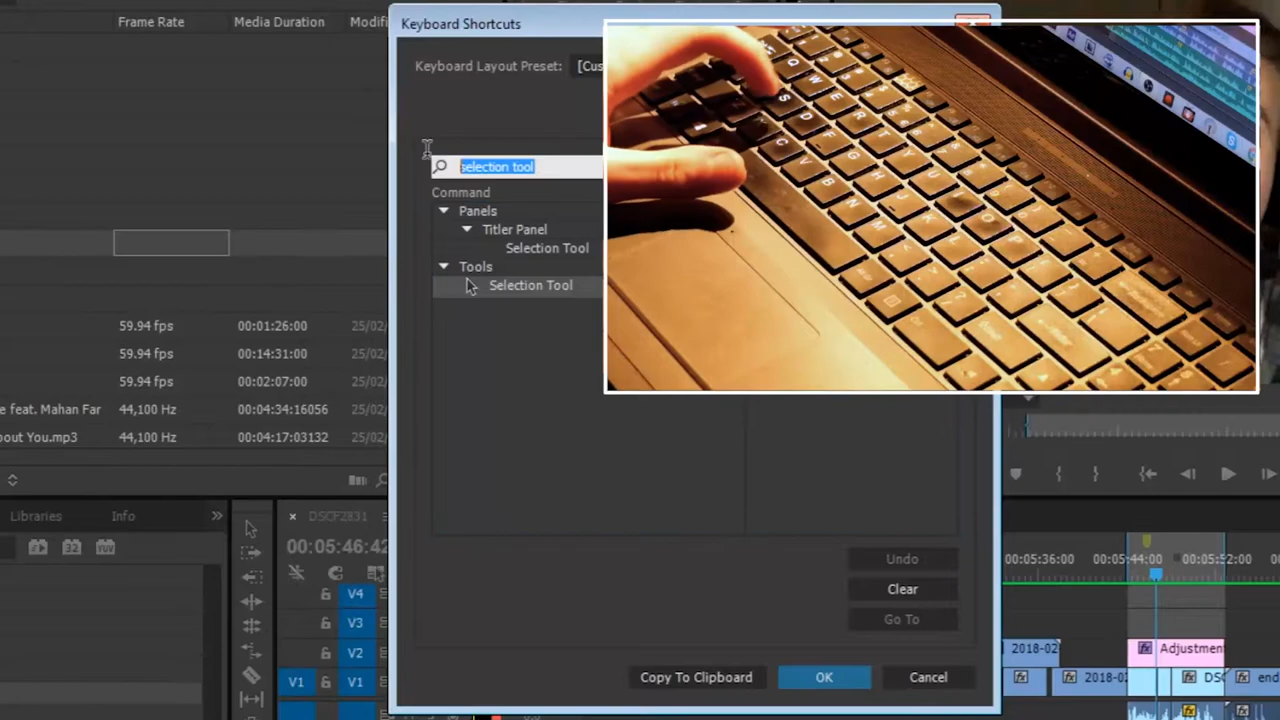 Frame Rate
Media Duration
Modifi
Keyboard Shortcuts
Keyboard Layout Preset: [Cus
selection tool
Command
Panels
Titler Panel
Selection Tool
Tools
Selection Tool
59.94 fps 00:01:26:00 25/02/
59.94 fps 00:14:31:00 25/02
59.94 fps 00:02:07:00 25/02/
e feat. Mahan Far 44,100 Hz 00:04:34:16056 25/02/
bout You.mp3 44,100 Hz 00:04:17:03132 25/02
Libraries
Info
× DSCF2831
00:05:46:42
32
V4
V3
V2
V1 V1
Undo
Clear
Go To
Copy To Clipboard
OK
Cancel
00:05:36:00 00:05:44:00 00:05:52:00
2018-02
Adjustmen
2018-02
DSC
end
Q W E
S D F G H
R T Y U I O P
C V B N M
J K L